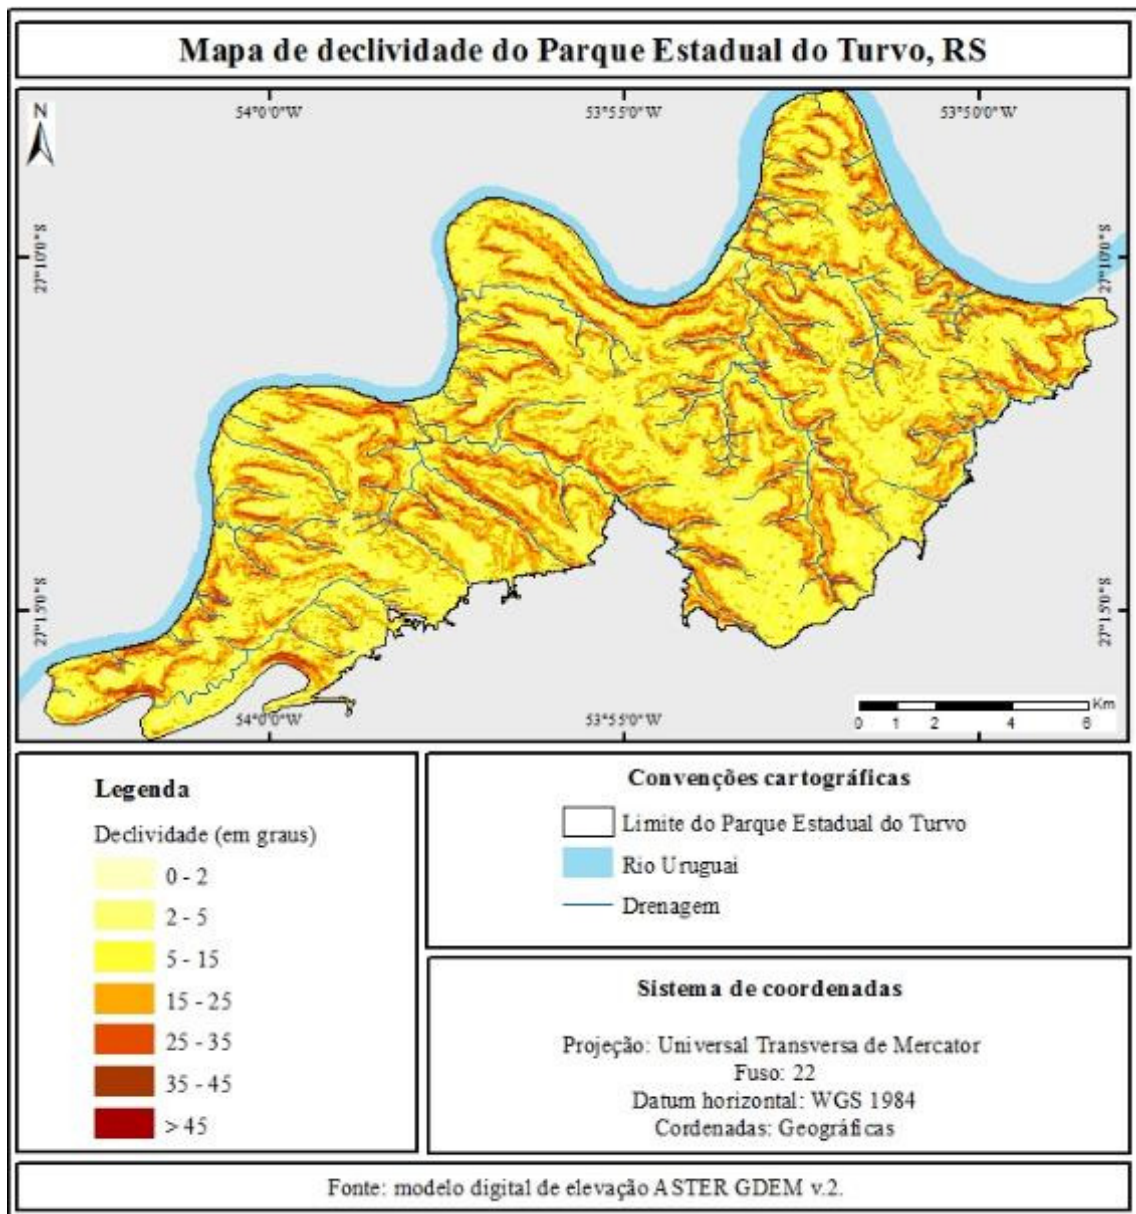 Mapa de declividade do Parque Estadual do Turvo, RS
N
54°0'0"W
53°55'0"W
53°50'0"W
27°10'0"S
27°10'0"S
27°15'0"S
27°15'0"S
54°0'0"W
53°55'0"W
Km
0 1 2 4 6
Legenda
Declividade (em graus)
0 - 2
2 - 5
5 - 15
15 - 25
25 - 35
35 - 45
> 45
Convenções cartográficas
Limite do Parque Estadual do Turvo
Rio Uruguai
Drenagem
Sistema de coordenadas
Projeção: Universal Transversa de Mercator
Fuso: 22
Datum horizontal: WGS 1984
Cordenadas: Geográficas
Fonte: modelo digital de elevação ASTER GDEM v.2.